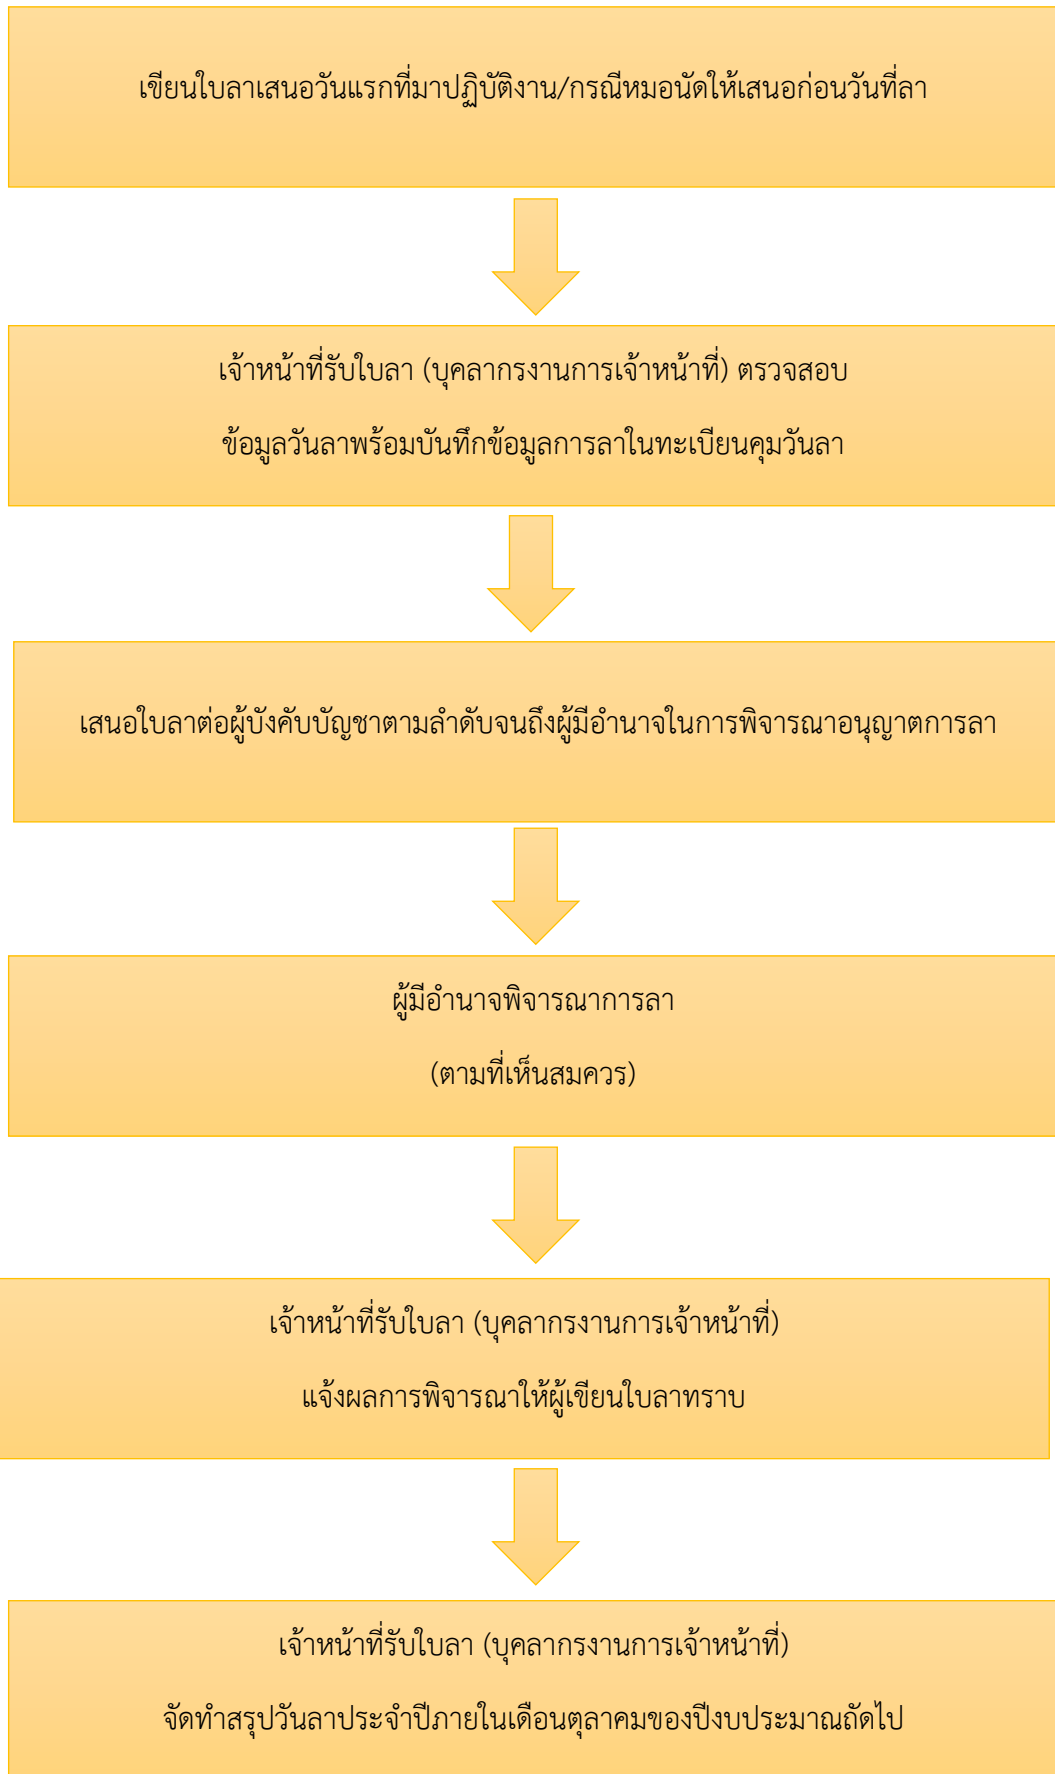 เขียนใบลาเสนอวันแรกที่มาปฏิบัติงาน/กรณีหมอนัดให้เสนอก่อนวันที่ลา
เจ้าหน้าที่รับใบลา (บุคลากรงานการเจ้าหน้าที่) ตรวจสอบ
ข้อมูลวันลาพร้อมบันทึกข้อมูลการลาในทะเบียนคุมวันลา
เสนอใบลาต่อผู้บังคับบัญชาตามลำดับจนถึงผู้มีอำนาจในการพิจารณาอนุญาตการลา
ผู้มีอำนาจพิจารณาการลา
(ตามที่เห็นสมควร)
เจ้าหน้าที่รับใบลา (บุคลากรงานการเจ้าหน้าที่)
แจ้งผลการพิจารณาให้ผู้เขียนใบลาทราบ
เจ้าหน้าที่รับใบลา (บุคลากรงานการเจ้าหน้าที่)
จัดทำสรุปวันลาประจำปีภายในเดือนตุลาคมของปีงบประมาณถัดไป